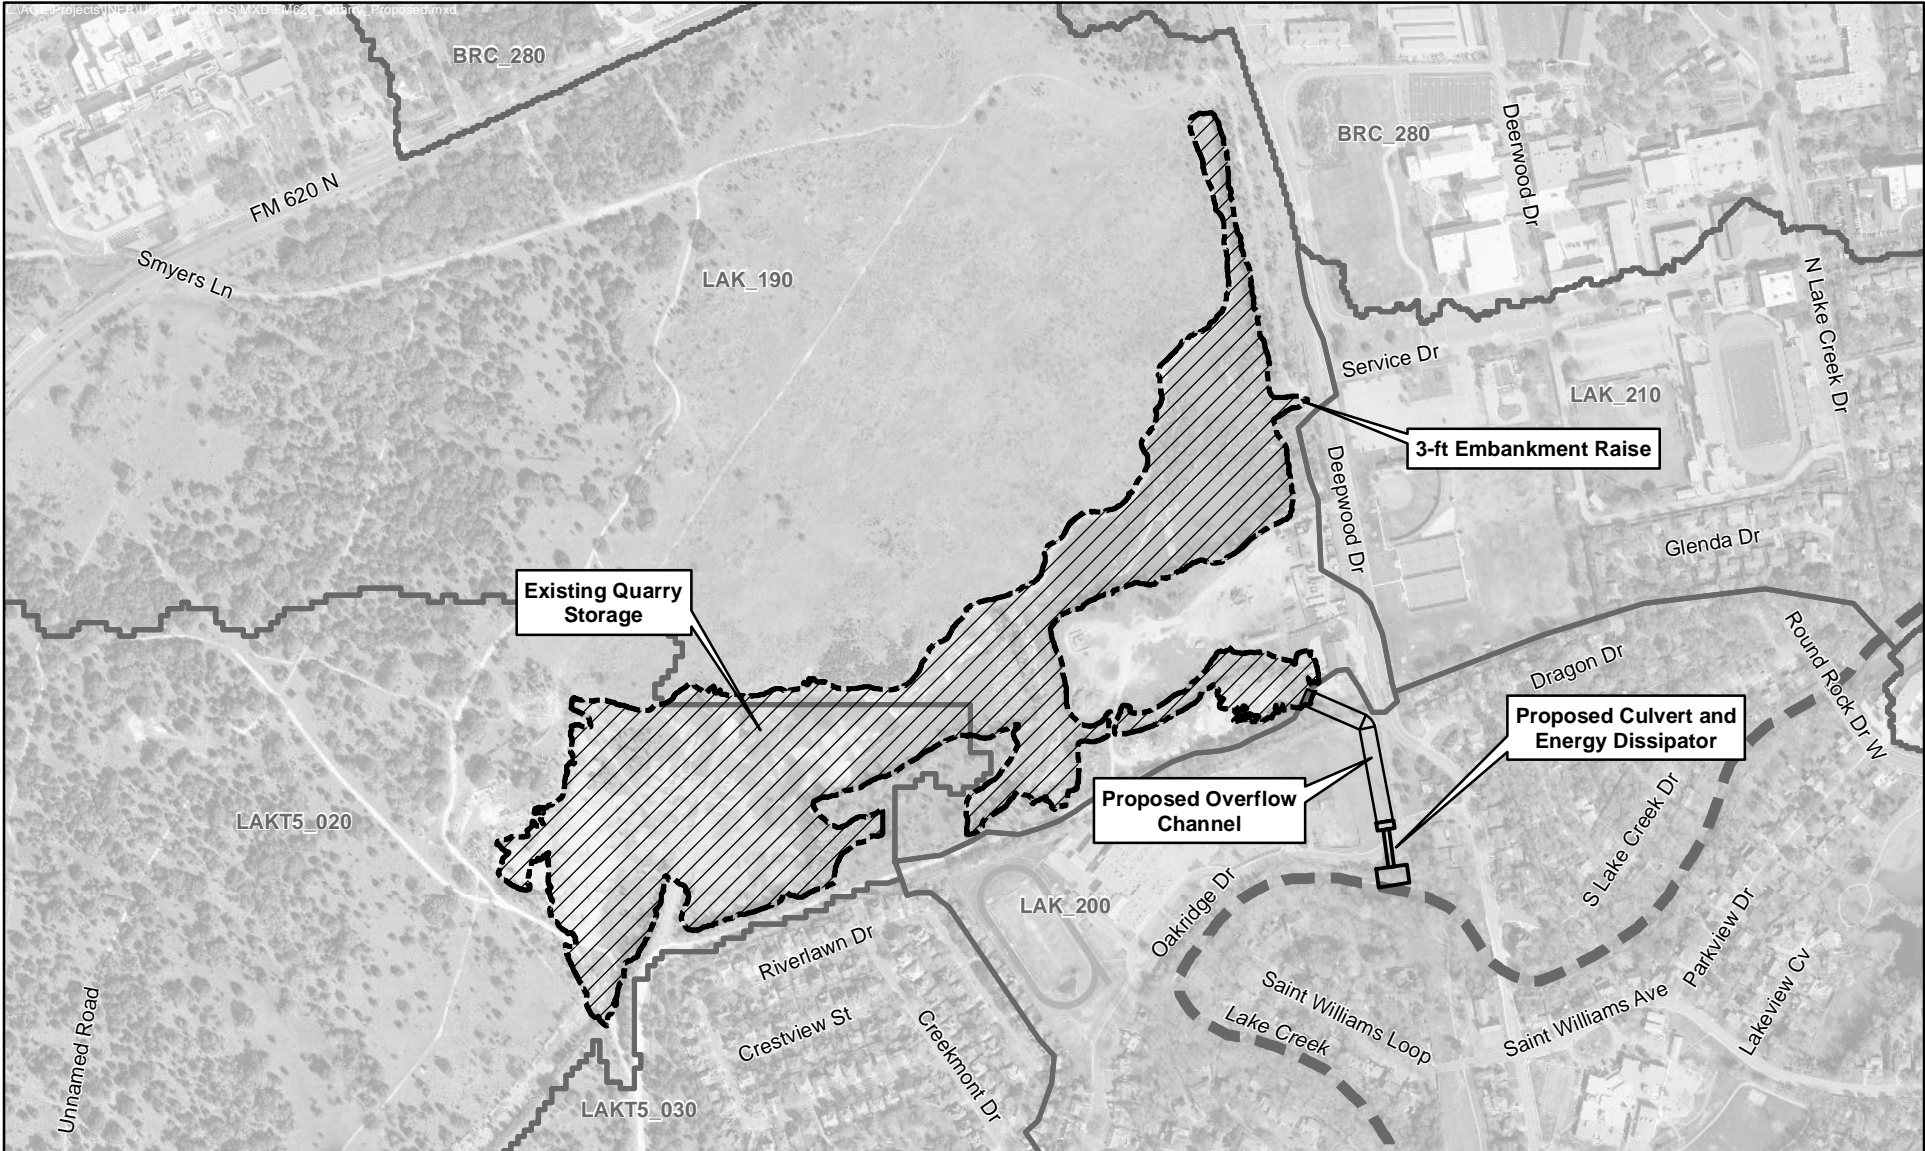 BRC_280
BRC_280
Deerwood Dr
FM 620 N
Smyers Ln
LAK_190
N Lake Creek Dr
Service Dr
LAK_210
3-ft Embankment Raise
Deepwood Dr
Glenda Dr
Existing Quarry
Storage
Dragon Dr
Round Rock Dr W
Proposed Culvert and
Energy Dissipator
Proposed Overflow
Channel
LAKT5_020
S Lake Creek Dr
LAK_200
Oakridge Dr
Parkview Dr
Riverlawn Dr
Saint Williams Loop
Lake Creek
Saint Williams Ave
Lakeview Cv
Crestview St
Creekmont Dr
Unnamed Road
LAKT5_030